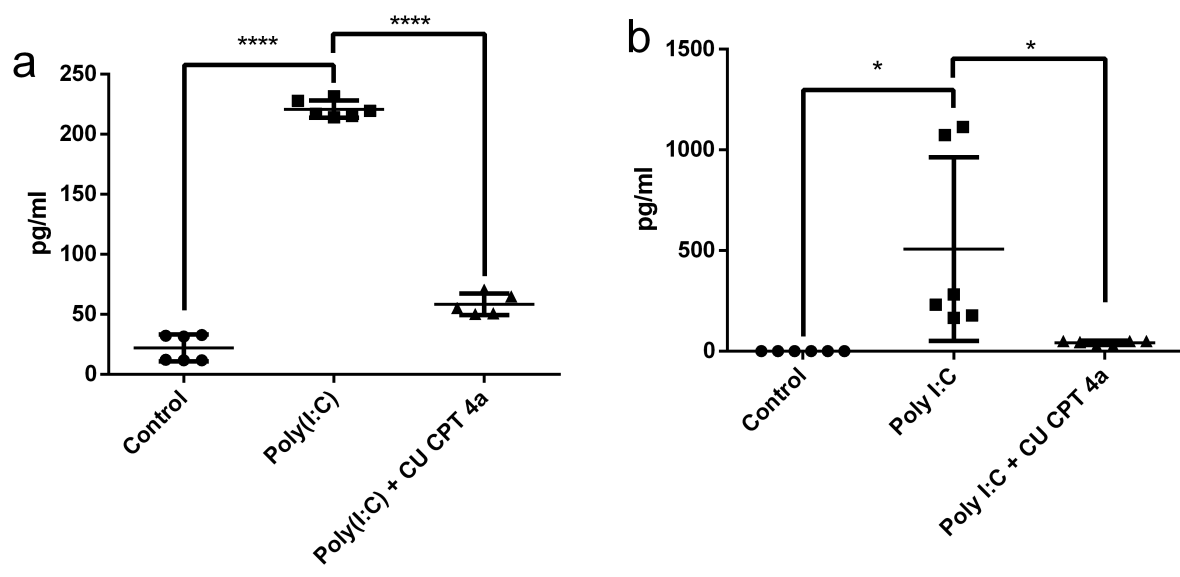 a
****
****
pg/ml
250
200
150
100
50
0
Control
Poly(I:C)
Poly(I:C) + CU CPT 4a
b
*
*
pg/ml
1500
1000
500
0
Control
Poly I:C
Poly I:C + CU CPT 4a